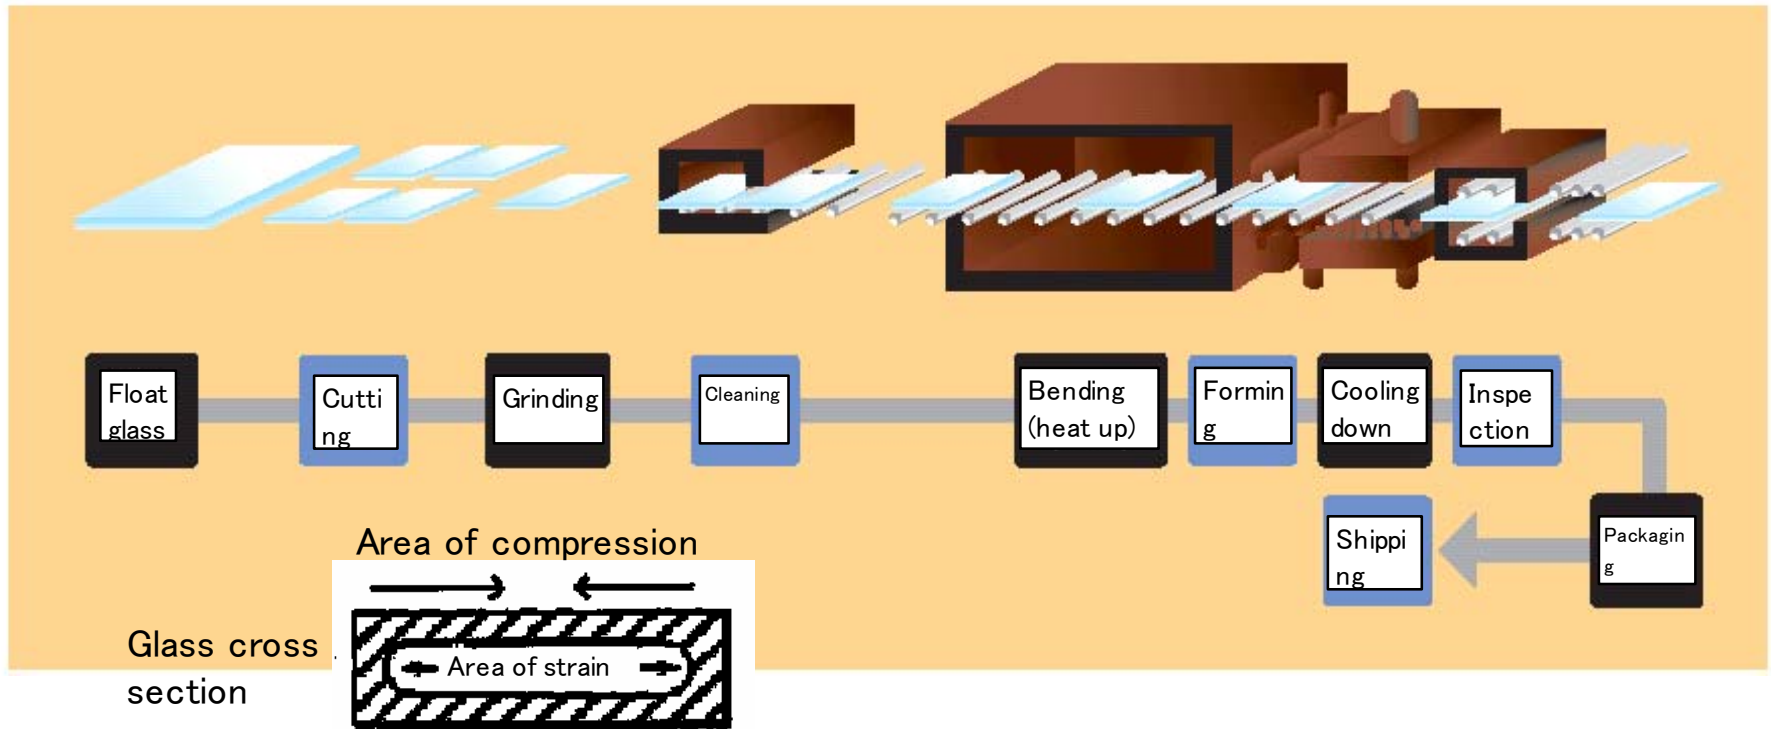 Float
glass
Cutti
ng
Grinding
Cleaning
Bending
(heat up)
Formin
g
Cooling
down
Inspe
ction
Packagin
g
Shippi
ng
Area of compression
Glass cross
section
Area of strain